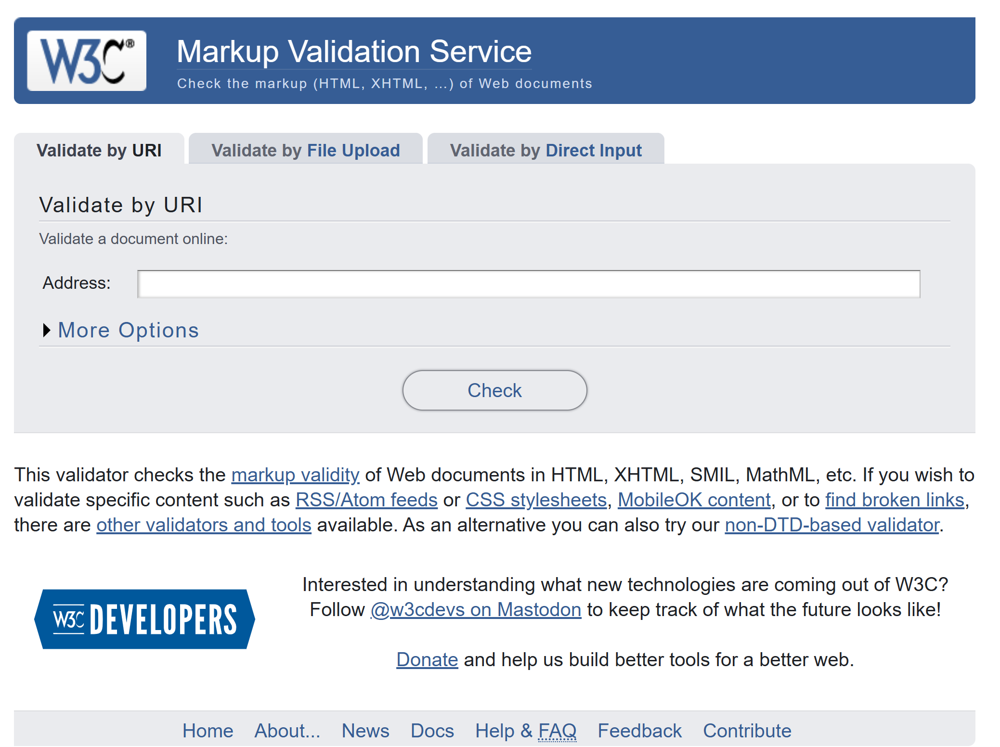 W3C®
Markup Validation Service
Check the markup (HTML, XHTML, ...) of Web documents
Validate by URI
Validate by File Upload
Validate by Direct Input
Validate by URI
Validate a document online:
Address:
More Options
Check
This validator checks the markup validity of Web documents in HTML, XHTML, SMIL, MathML, etc. If you wish to
validate specific content such as RSS/Atom feeds or CSS stylesheets, MobileOK content, or to find broken links,
there are other validators and tools available. As an alternative you can also try our non-DTD-based validator.
W3C DEVELOPERS
Interested in understanding what new technologies are coming out of W3C?
Follow @w3cdevs on Mastodon to keep track of what the future looks like!
Donate and help us build better tools for a better web.
Home About... News Docs Help & FAQ Feedback Contribute